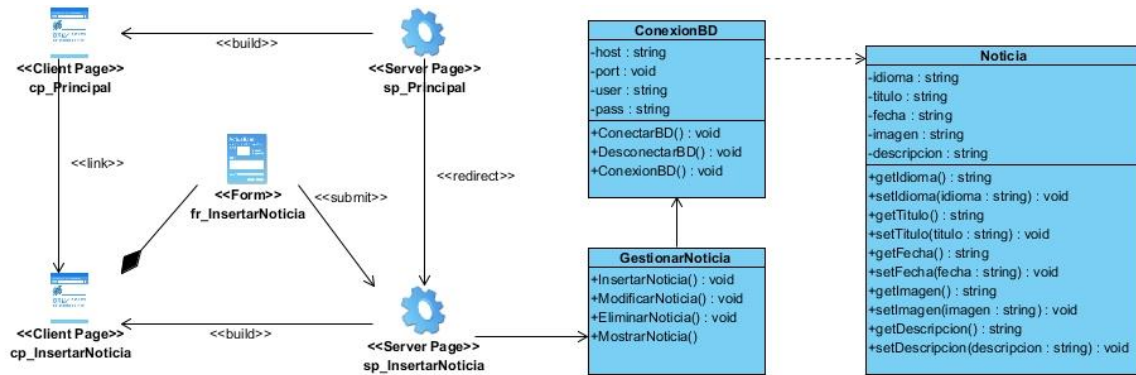 <<build>>
<<Client Page>>
cp_Principal
<<Server Page>>
sp_Principal
<<link>>
<<Form>>
fr_InsertarNoticia
<<submit>>
<<redirect>>
<<Client Page>>
cp_InsertarNoticia
<<build>>
<<Server Page>>
sp_InsertarNoticia
ConexionBD
-host : string
-port : void
-user : string
-pass : string
+ConectarBD() : void
+DesconectarBD() : void
+ConexionBD() : void
GestionarNoticia
+InsertarNoticia() : void
+ModificarNoticia() : void
+EliminarNoticia() : void
+MostrarNoticia()
Noticia
-idioma : string
-titulo : string
-fecha : string
-imagen : string
-descripcion : string
+getIdioma() : string
+setIdioma(idioma : string) : void
+getTitulo() : string
+setTitulo(titulo : string) : void
+getFecha() : string
+setFecha(fecha : string) : void
+getImagen() : string
+setImagen(imagen : string) : void
+getDescripcion() : string
+setDescripcion(descripcion : string) : void